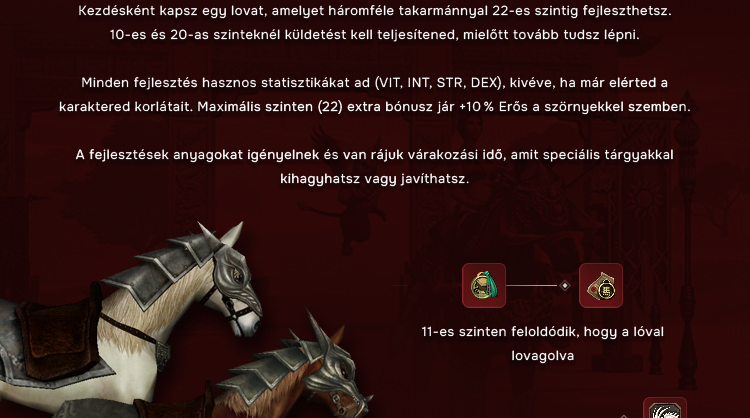 Kezdésként kapsz egy lovat, amelyet háromféle takarmánnyal 22-es szintig fejleszthetsz.
10-es és 20-as szinteknél küldetést kell teljesítened, mielőtt tovább tudsz lépni.
Minden fejlesztés hasznos statisztikákat ad (VIT, INT, STR, DEX), kivéve, ha már elérted a
karaktered korlátait. Maximális szinten (22) extra bónusz jár +10 % Erős a szörnyekkel szemben.
A fejlesztések anyagokat igényelnek és van rájuk várakozási idő, amit speciális tárgyakkal
kihagyhatsz vagy javíthatsz.
11-es szinten feloldódik, hogy a lóval
lovagolva